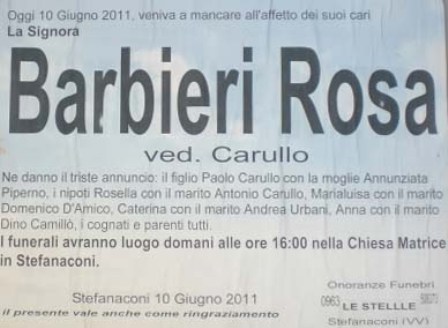 Oggi 10 Giugno 2011, veniva a mancare all'affetto dei suoi cari
La Signora
Barbieri Rosa
ved. Carullo
Ne danno il triste annuncio: il figlio Paolo Carullo con la moglie Annunziata
Piperno, i nipoti Rosella con il marito Antonio Carullo, Marialuisa con il marito
Domenico D'Amico, Caterina con il marito Andrea Urbani, Anna con il marito
Dino Camillò, i cognati e parenti tutti.
I funerali avranno luogo domani alle ore 16:00 nella Chiesa Matrice
in Stefanaconi.
Stefanaconi 10 Giugno 2011
il presente vale anche come ringraziamento
Onoranze Funebri
0963 LE STELLLE
Stefanaconi (VV)